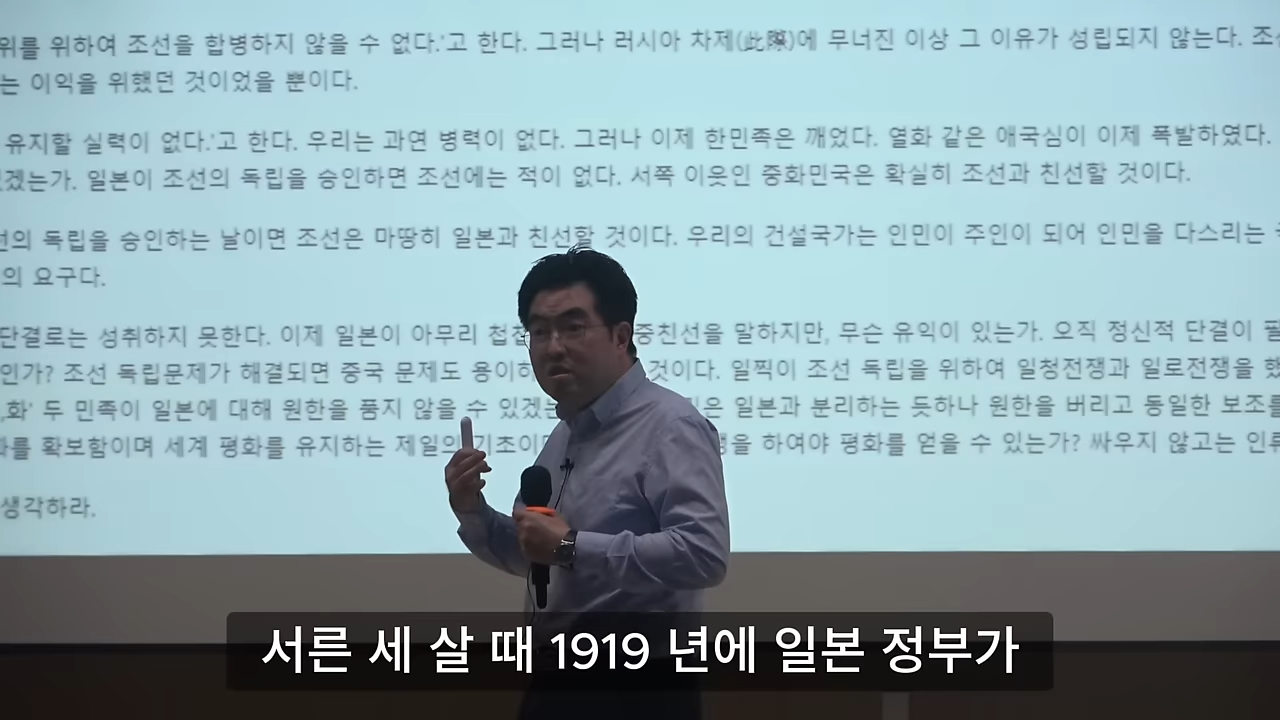 위를 위하여 조선을 합병하지 않을 수 없다.'고 한다. 그러나 러시아 차제(此際)에 무너진 이상 그 이유가 성립되지 않는다.
는 이익을 위했던 것이었을 뿐이다.
유지할 실력이 없다.'고 한다. 우리는 과연 병력이 없다. 그러나 이제 한민족은 깨었다. 열화 같은 애국심이 이제 폭발하였다.
겠는가. 일본이 조선의 독립을 승인하면 조선에는 적이 없다. 서쪽 이웃인 중화민국은 확실히 조선과 친선할 것이다.
의 독립을 승인하는 날이면 조선은 마땅히 일본과 친선할 것이다. 우리의 건설국가는 인민이 주인이 되어 인민을 다스리는
의 요구다.
단결로는 성취하지 못한다. 이제 일본이 아무리 첩첩 중친선을 말하지만, 무슨 유익이 있는가. 오직 정신적 단결이
인가? 조선 독립문제가 해결되면 중국 문제도 용이하 것이다. 일찍이 조선 독립을 위하여 일청전쟁과 일로전쟁을
화' 두 민족이 일본에 대해 원한을 품지 않을 수 있겠는 은 일본과 분리하는 듯하나 원한을 버리고 동일한 보조를
화를 확보함이며 세계 평화를 유지하는 제일의 기초이며 을 하여야 평화를 얻을 수 있는가? 싸우지 않고는
생각하라.
서른 세 살 때 1919 년에 일본 정부가